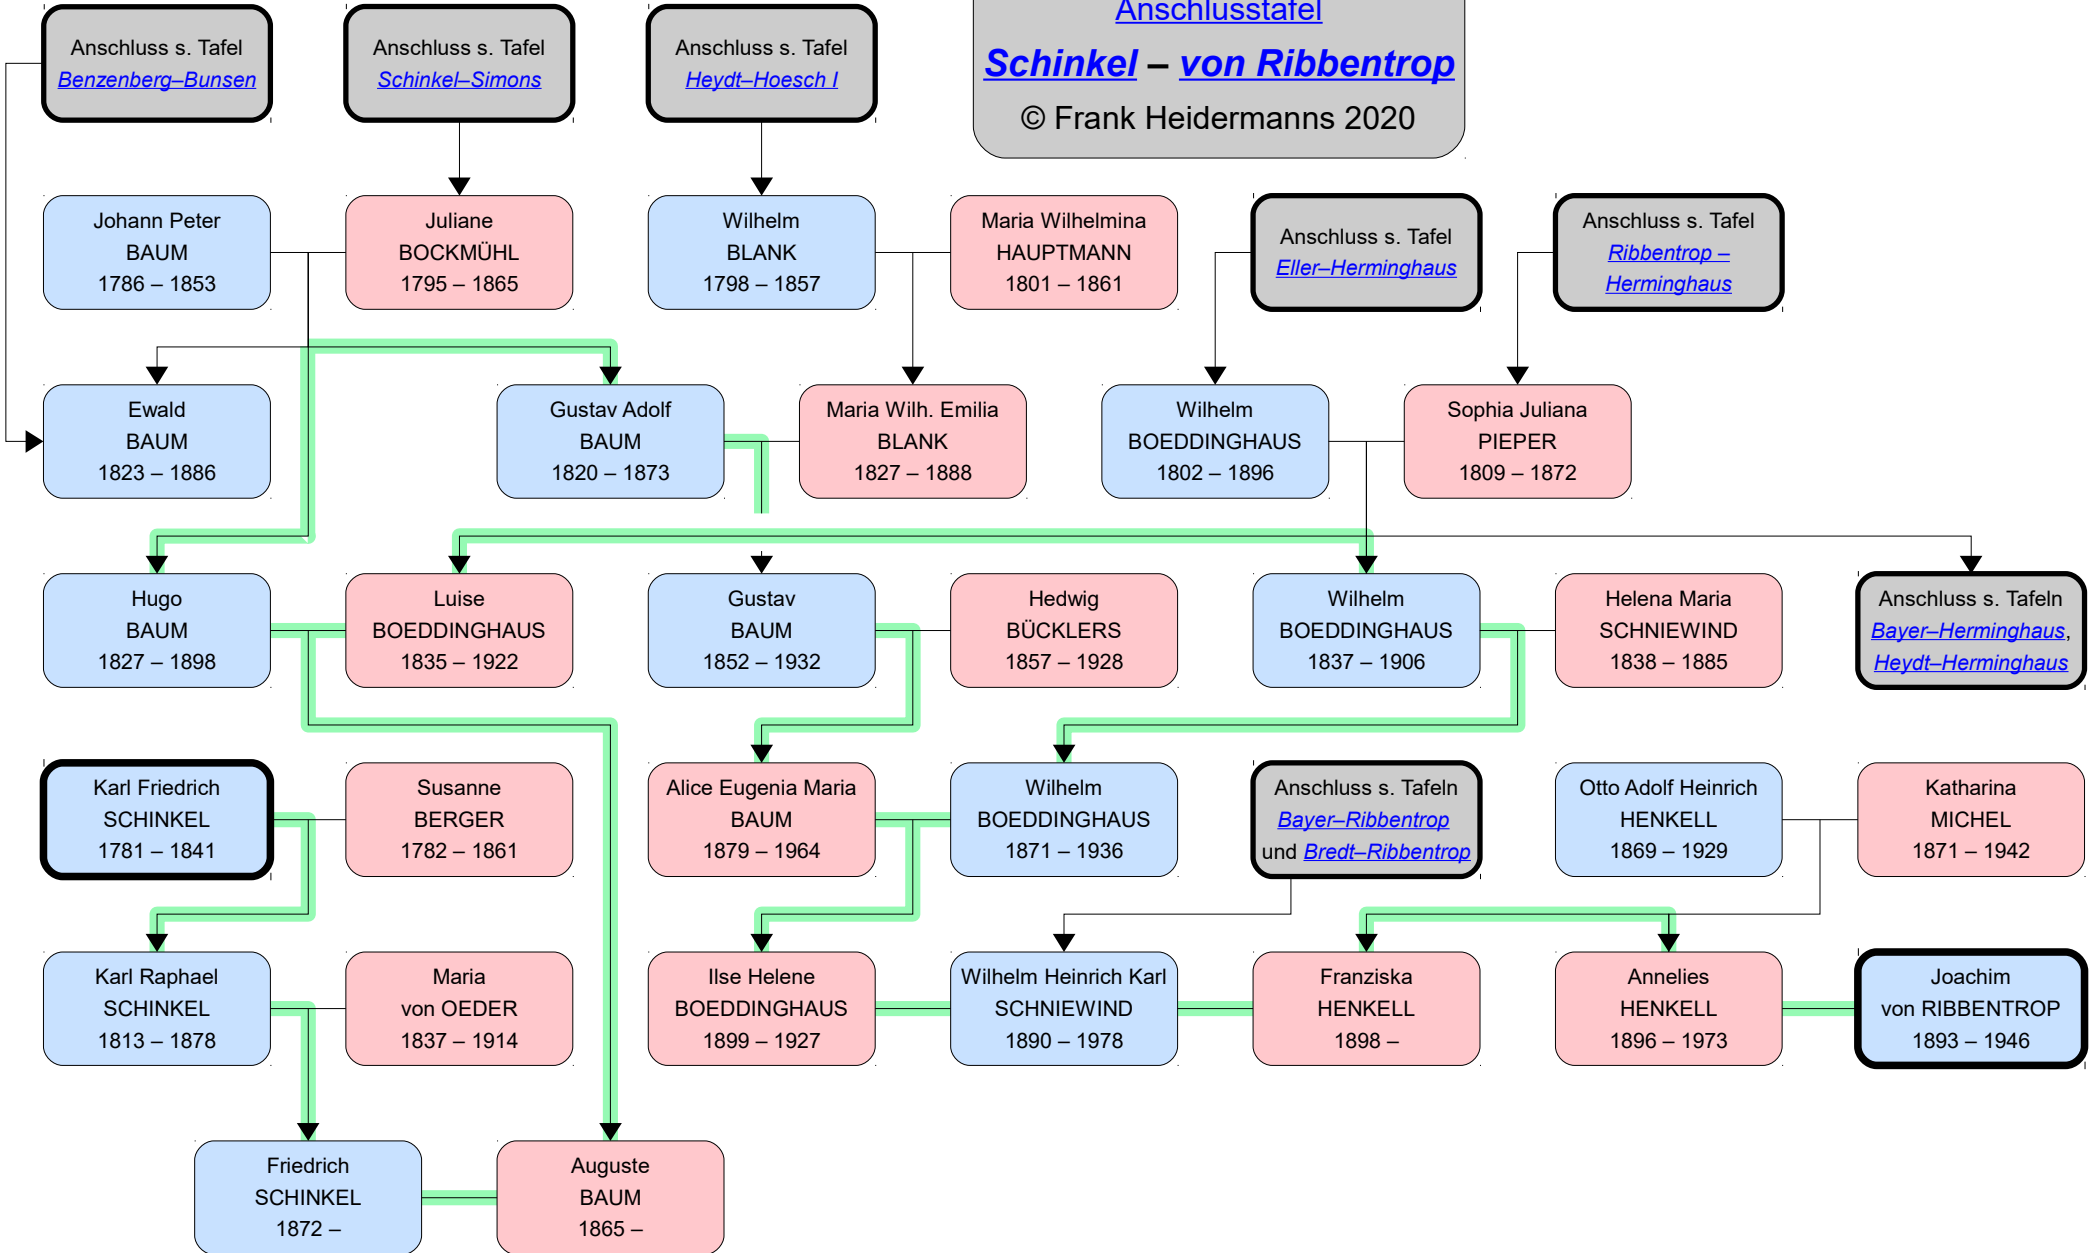 Anschlusstafel
Schinkel – von Ribbentrop
© Frank Heidermanns 2020
Anschluss s. Tafel
Benzenberg–Bunsen
Anschluss s. Tafel
Schinkel–Simons
Anschluss s. Tafel
Heydt–Hoesch I
Johann Peter
BAUM
1786 – 1853
Juliane
BOCKMÜHL
1795 – 1865
Wilhelm
BLANK
1798 – 1857
Maria Wilhelmina
HAUPTMANN
1801 – 1861
Anschluss s. Tafel
Eller–Herminghaus
Anschluss s. Tafel
Ribbentrop –
Herminghaus
Ewald
BAUM
1823 – 1886
Gustav Adolf
BAUM
1820 – 1873
Maria Wilh. Emilia
BLANK
1827 – 1888
Wilhelm
BOEDDINGHAUS
1802 – 1896
Sophia Juliana
PIEPER
1809 – 1872
Hugo
BAUM
1827 – 1898
Luise
BOEDDINGHAUS
1835 – 1922
Gustav
BAUM
1852 – 1932
Hedwig
BÜCKLERS
1857 – 1928
Wilhelm
BOEDDINGHAUS
1837 – 1906
Helena Maria
SCHNIEWIND
1838 – 1885
Anschluss s. Tafeln
Bayer–Herminghaus,
Heydt–Herminghaus
Karl Friedrich
SCHINKEL
1781 – 1841
Susanne
BERGER
1782 – 1861
Alice Eugenia Maria
BAUM
1879 – 1964
Wilhelm
BOEDDINGHAUS
1871 – 1936
Anschluss s. Tafeln
Bayer–Ribbentrop
und Bredt–Ribbentrop
Otto Adolf Heinrich
HENKELL
1869 – 1929
Katharina
MICHEL
1871 – 1942
Karl Raphael
SCHINKEL
1813 – 1878
Maria
von OEDER
1837 – 1914
Ilse Helene
BOEDDINGHAUS
1899 – 1927
Wilhelm Heinrich Karl
SCHNIEWIND
1890 – 1978
Franziska
HENKELL
1898 –
Annelies
HENKELL
1896 – 1973
Joachim
von RIBBENTROP
1893 – 1946
Friedrich
SCHINKEL
1872 –
Auguste
BAUM
1865 –